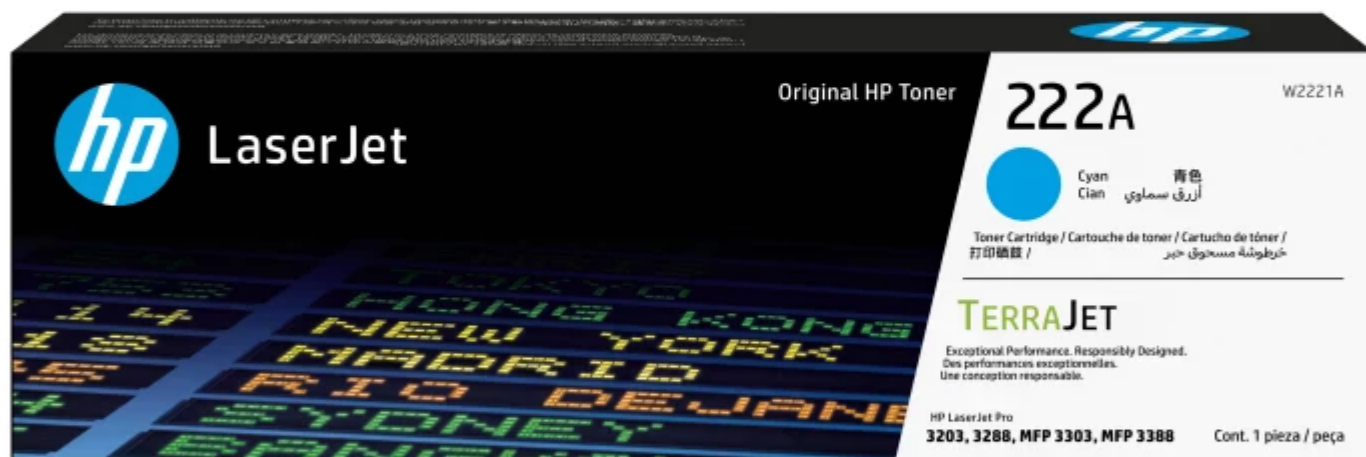 hp
hp
LaserJet
Original HP Toner
222A
W2221A
Cyan 青色
Cian أزرق سماوي
Toner Cartridge / Cartouche de toner / Cartucho de tóner /
打印硒鼓 / خرطوشة مسحوق حبر
TERRAJET
Exceptional Performance. Responsibly Designed.
Des performances exceptionnelles.
Une conception responsable.
HP LaserJet Pro
3203, 3288, MFP 3303, MFP 3388
Cont. 1 pieza / peça
TOKYO
14 HONG KONG
NEW YORK
MADRID
RIO DEJANE
SYDNEY